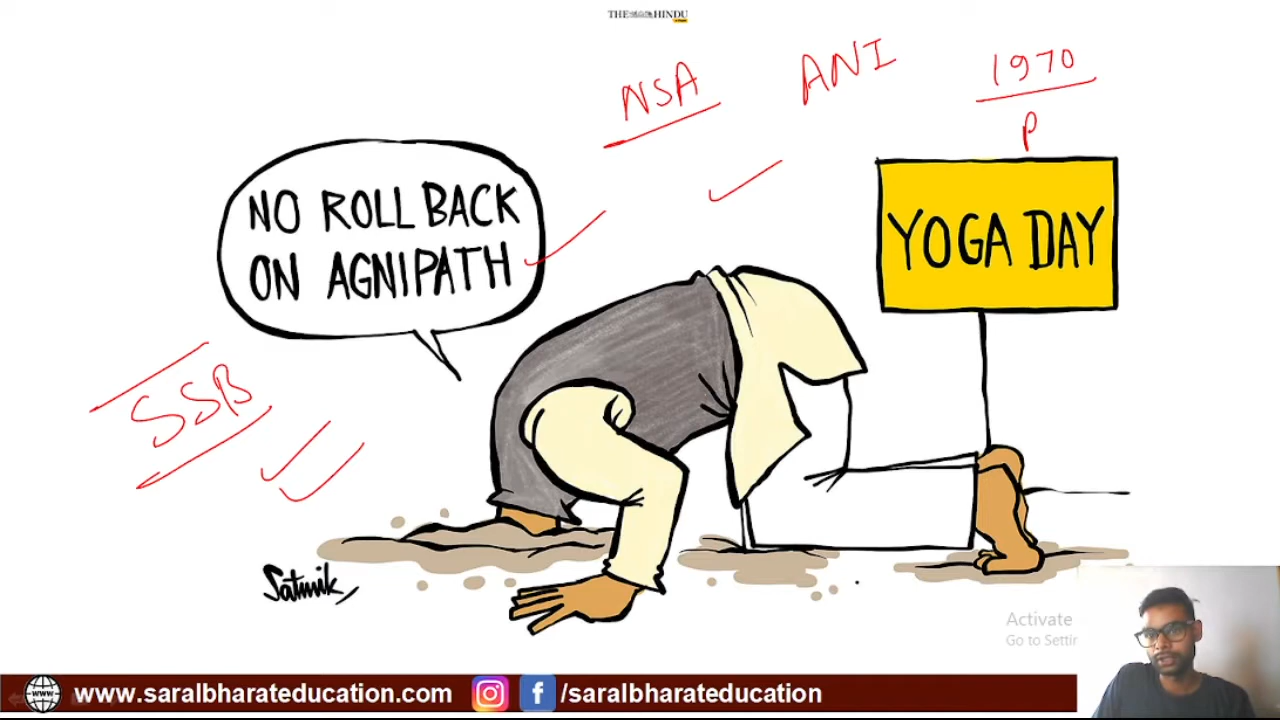 THE HINDU
NSA
ANI
1970
P
NO ROLL BACK
ON AGNIPATH
YOGA DAY
SSB
Satwik
Activate
Go to Settin
www.saralbharateducation.com
/saralbharateducation